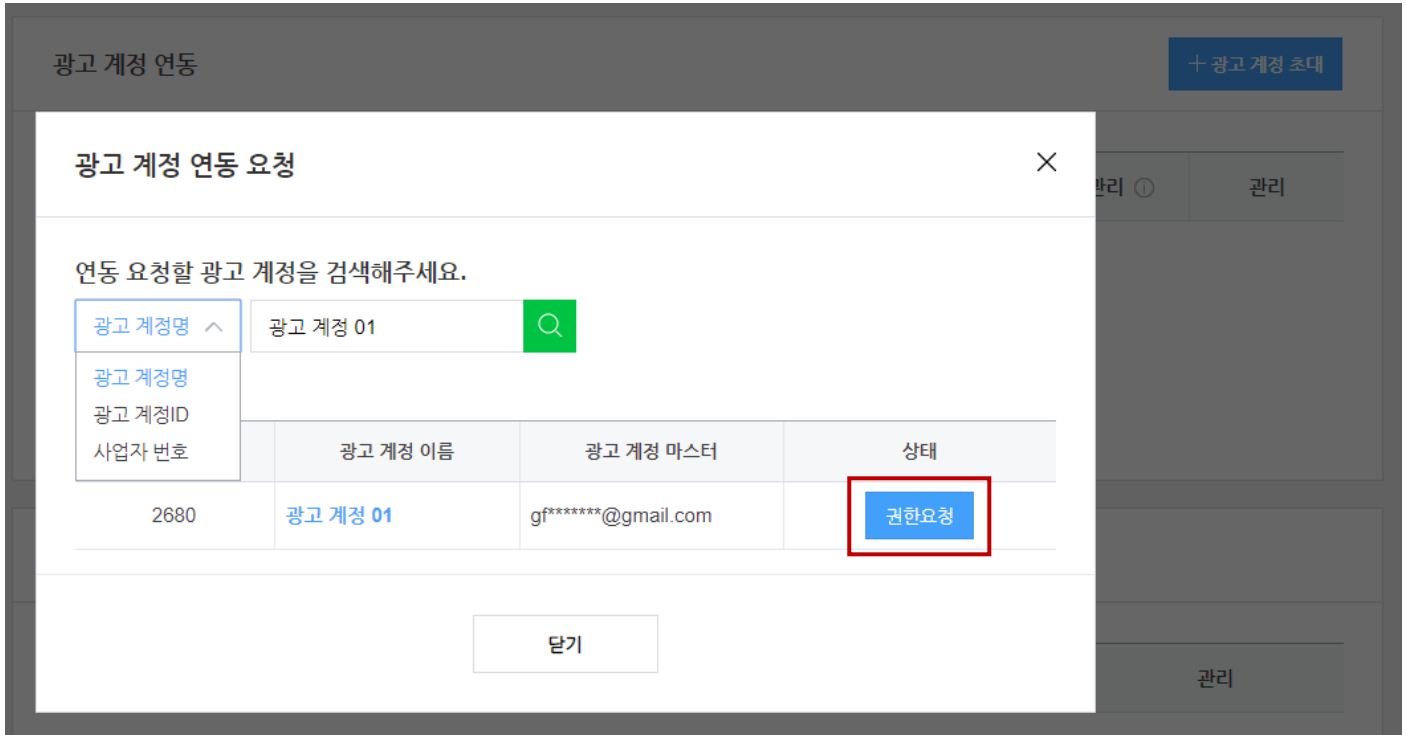 광고 계정 연동
+ 광고 계정 초대
광고 계정 연동 요청
관리
관리
연동 요청할 광고 계정을 검색해주세요.
광고 계정명
광고 계정 01
광고 계정명
광고 계정ID
사업자 번호
광고 계정 이름
광고 계정 마스터
상태
2680
광고 계정 01
gf*******@gmail.com
권한요청
닫기
관리